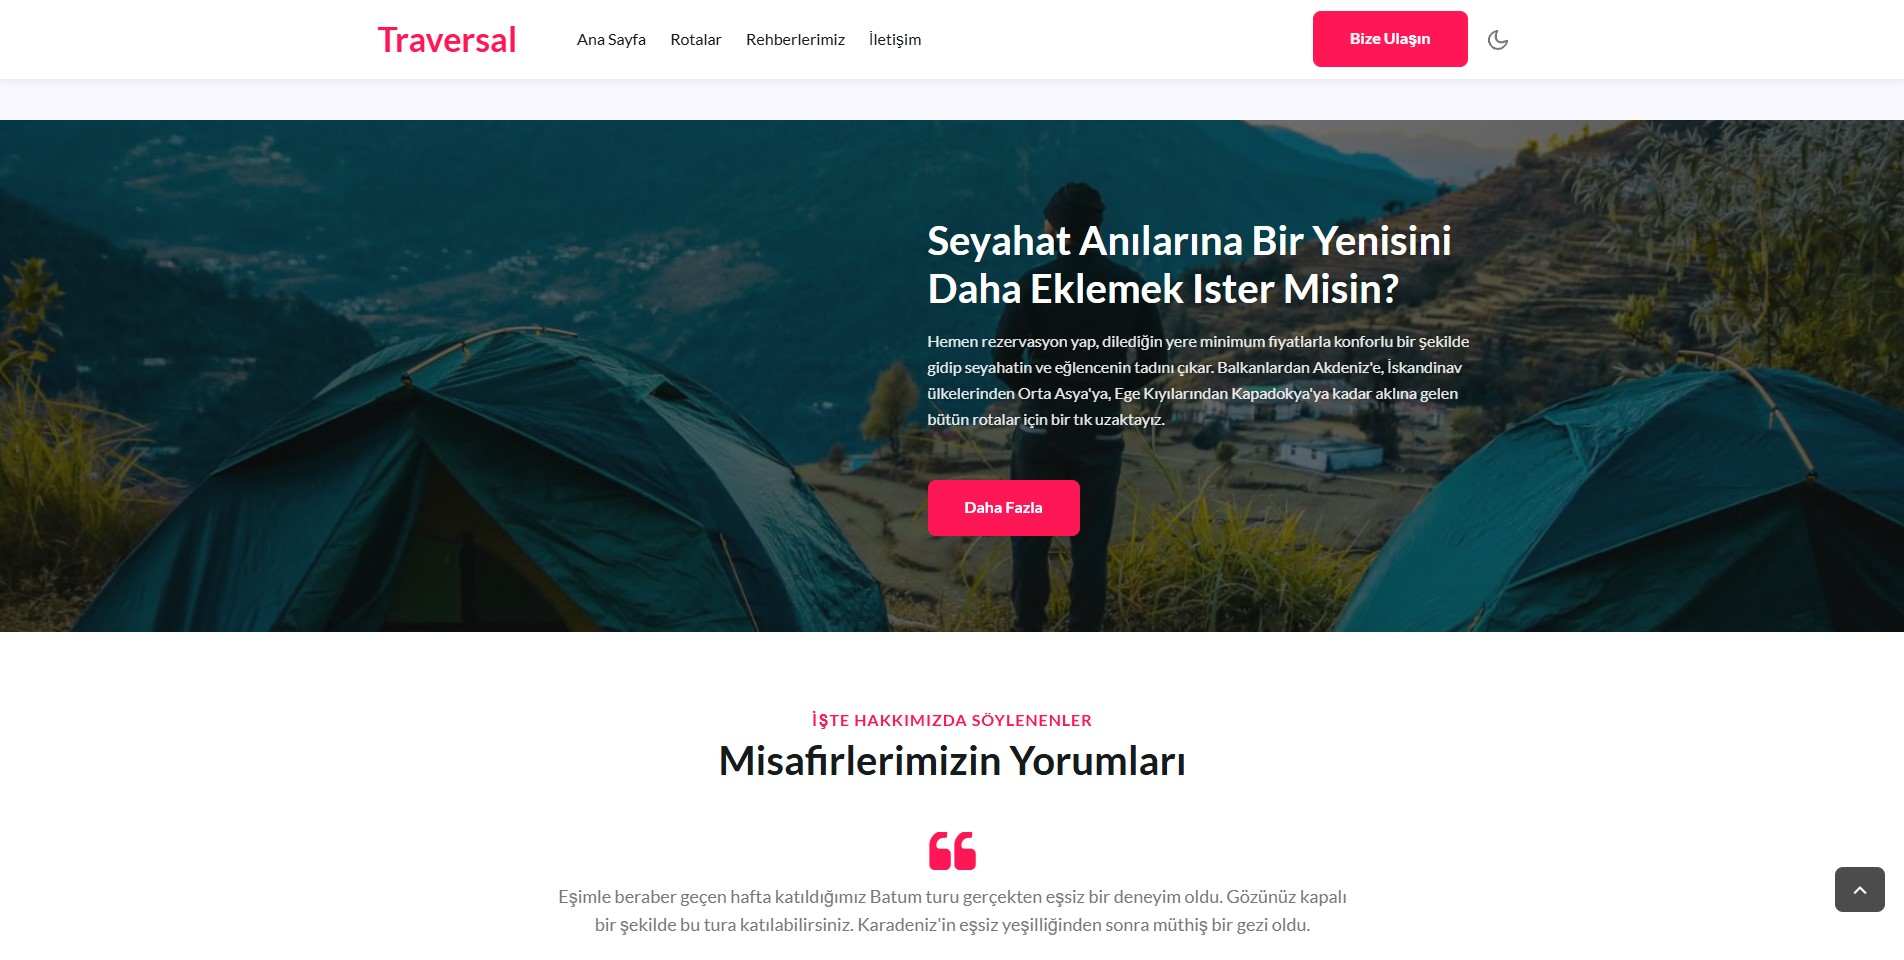 Traversal
Ana Sayfa
Rotalar
Rehberlerimiz
İletişim
Bize Ulaşın
Seyahat Anılarına Bir Yenisini
Daha Eklemek Ister Misin?
Hemen rezervasyon yap, dilediğin yere minimum fiyatlarla konforlu bir şekilde
gidip seyahatin ve eğlencenin tadını çıkar. Balkanlardan Akdeniz'e, İskandinav
ülkelerinden Orta Asya'ya, Ege Kıyılarından Kapadokya'ya kadar aklına gelen
bütün rotalar için bir tık uzaktayız.
Daha Fazla
İŞTE HAKKIMIZDA SÖYLENENLER
Misafirlerimizin Yorumları
Eşimle beraber geçen hafta katıldığımız Batum turu gerçekten eşsiz bir deneyim oldu. Gözünüz kapalı
bir şekilde bu tura katılabilirsiniz. Karadeniz'in eşsiz yeşilliğinden sonra müthiş bir gezi oldu.